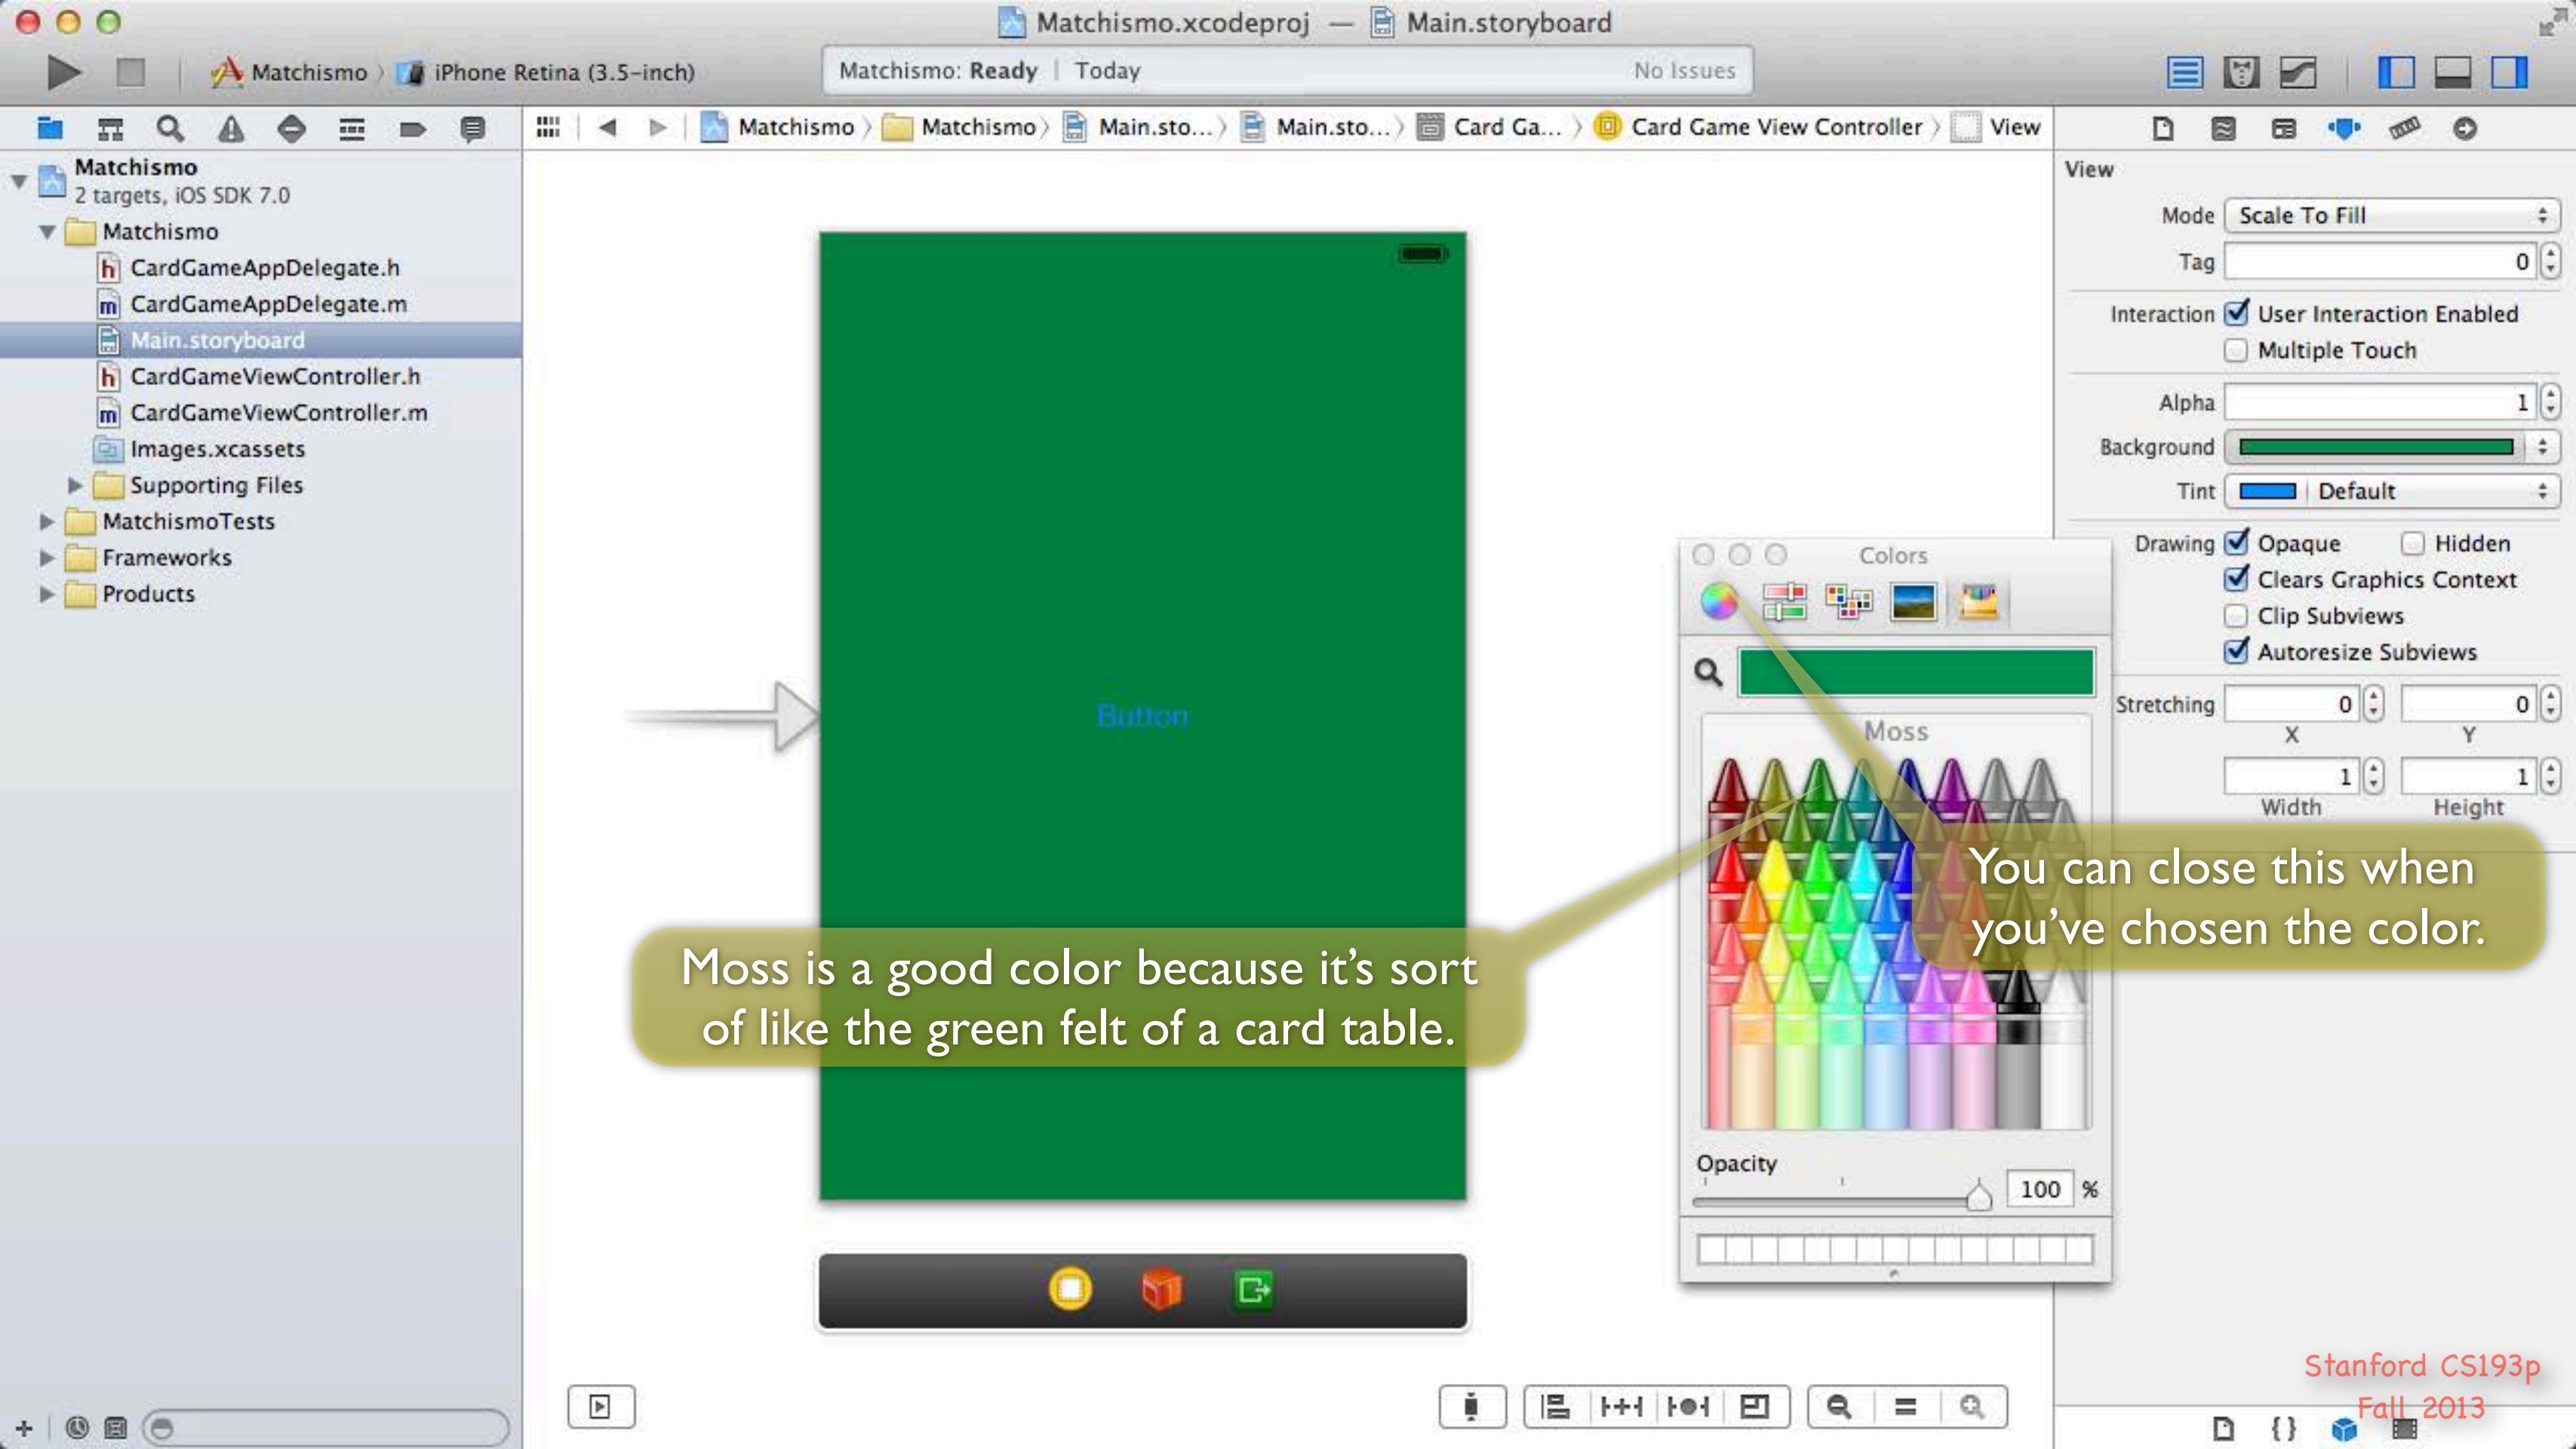 Matchismo.xcodeproj — Main.storyboard
Matchismo 〉 iPhone Retina (3.5-inch)
Matchismo: Ready | Today
No Issues
Matchismo 〉 Matchismo 〉 Main.sto... 〉 Main.sto... 〉 Card Ga... 〉 Card Game View Controller 〉 View
Matchismo
2 targets, iOS SDK 7.0
Matchismo
h CardGameAppDelegate.h
m CardGameAppDelegate.m
Main.storyboard
h CardGameViewController.h
m CardGameViewController.m
Images.xcassets
Supporting Files
MatchismoTests
Frameworks
Products
Button
Moss is a good color because it's sort
of like the green felt of a card table.
Colors
Moss
You can close this when
you've chosen the color.
Opacity
100 %
View
Mode Scale To Fill
Tag 0
Interaction User Interaction Enabled
Multiple Touch
Alpha 1
Background
Tint Default
Drawing Opaque Hidden
Clears Graphics Context
Clip Subviews
Autoresize Subviews
Stretching 0 0
X Y
1 1
Width Height
Stanford CS193p
Fall 2013